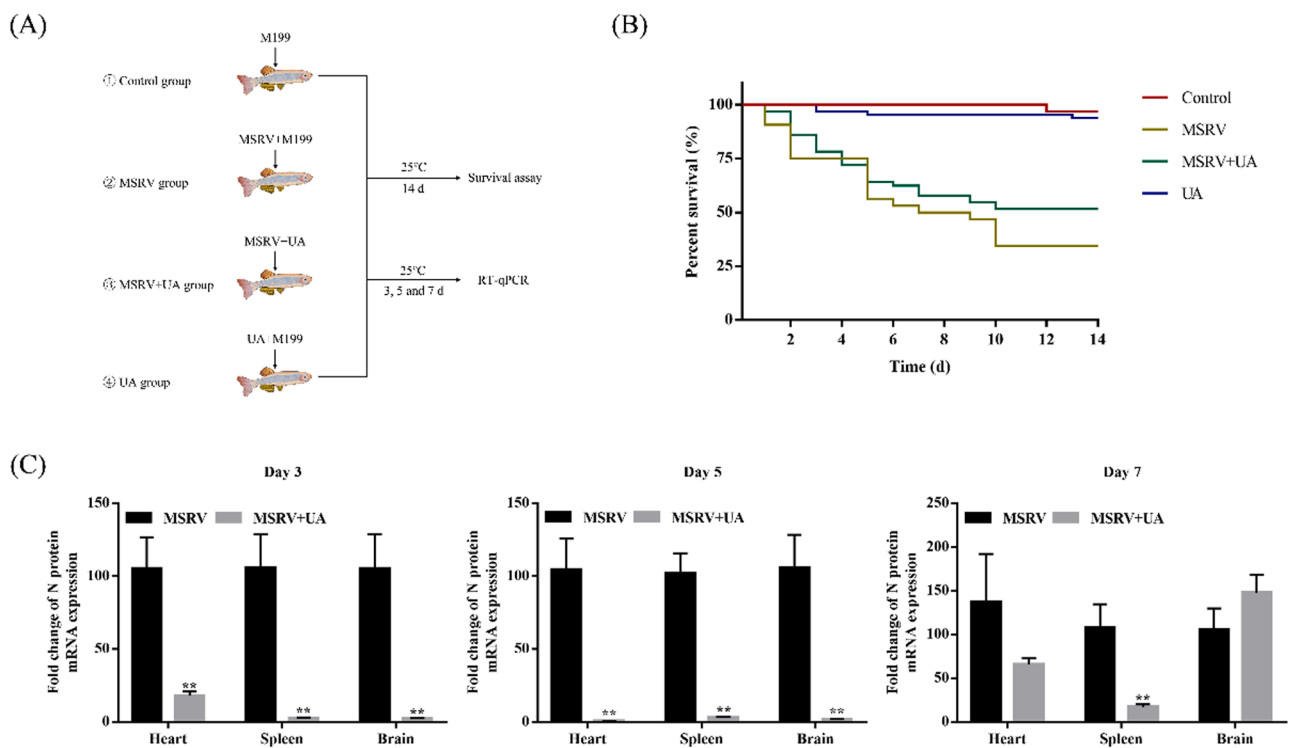 (A)
M199
① Control group
MSRV+M199
② MSRV group
25°C
14 d
Survival assay
MSRV+UA
③ MSRV+UA group
25°C
3, 5 and 7 d
RT-qPCR
UA+M199
④ UA group
(B)
Percent survival (%)
100
75
50
25
0
2 4 6 8 10 12 14
Time (d)
Control
MSRV
MSRV+UA
UA
(C)
Day 3
Fold change of N protein
mRNA expression
150
100
50
0
MSRV MSRV+UA
**
**
**
Heart Spleen Brain
Day 5
Fold change of N protein
mRNA expression
150
100
50
0
MSRV MSRV+UA
**
**
**
Heart Spleen Brain
Day 7
Fold change of N protein
mRNA expression
250
200
150
100
50
0
MSRV MSRV+UA
**
Heart Spleen Brain